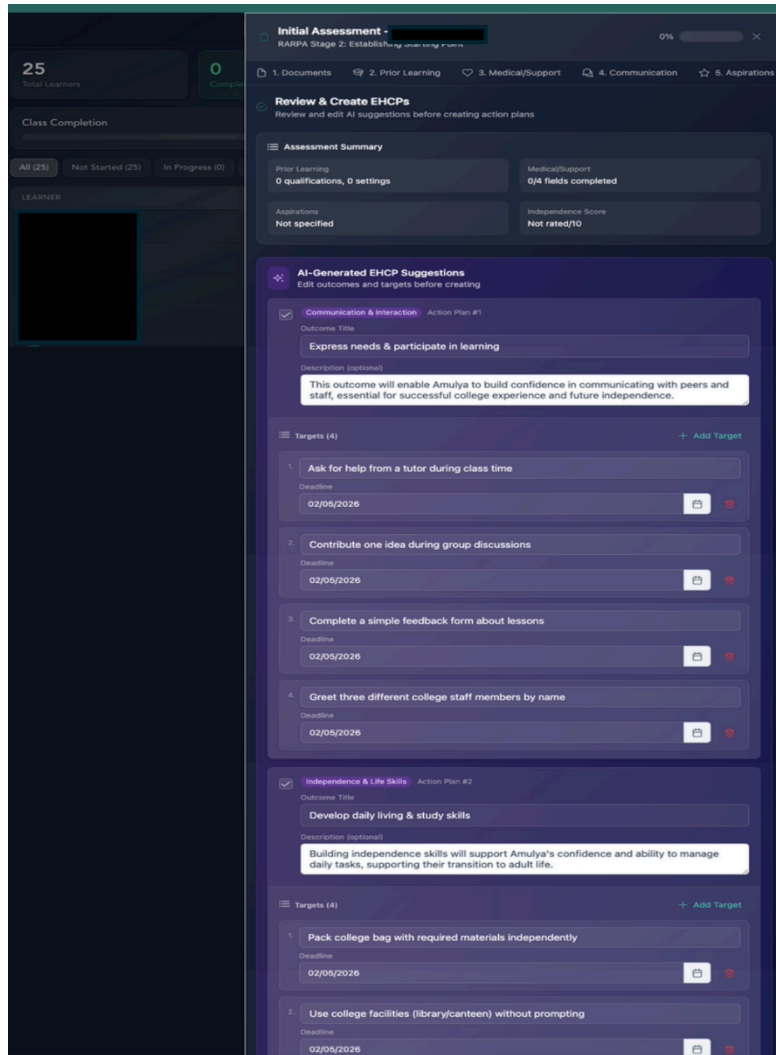 Initial Assessment -
RARPA Stage 2: Establishing Starting Point
0%
25
Total Learners
0
Comple
1. Documents
2. Prior Learning
3. Medical/Support
4. Communication
5. Aspirations
Class Completion
All (25)
Not Started (25)
In Progress (0)
LEARNER
Review & Create EHCPs
Review and edit AI suggestions before creating action plans
Assessment Summary
Prior Learning
0 qualifications, 0 settings
Medical/Support
0/4 fields completed
Aspirations
Not specified
Independence Score
Not rated/10
AI-Generated EHCP Suggestions
Edit outcomes and targets before creating
Communication & Interaction Action Plan #1
Outcome Title
Express needs & participate in learning
Description (optional)
This outcome will enable Amulya to build confidence in communicating with peers and
staff, essential for successful college experience and future independence.
Targets (4)
+ Add Target
1. Ask for help from a tutor during class time
Deadline
02/05/2026
2. Contribute one idea during group discussions
Deadline
02/05/2026
3. Complete a simple feedback form about lessons
Deadline
02/05/2026
4. Greet three different college staff members by name
Deadline
02/05/2026
Independence & Life Skills Action Plan #2
Outcome Title
Develop daily living & study skills
Description (optional)
Building independence skills will support Amulya's confidence and ability to manage
daily tasks, supporting their transition to adult life.
Targets (4)
+ Add Target
1. Pack college bag with required materials independently
Deadline
02/05/2026
2. Use college facilities (library/canteen) without prompting
Deadline
02/05/2026